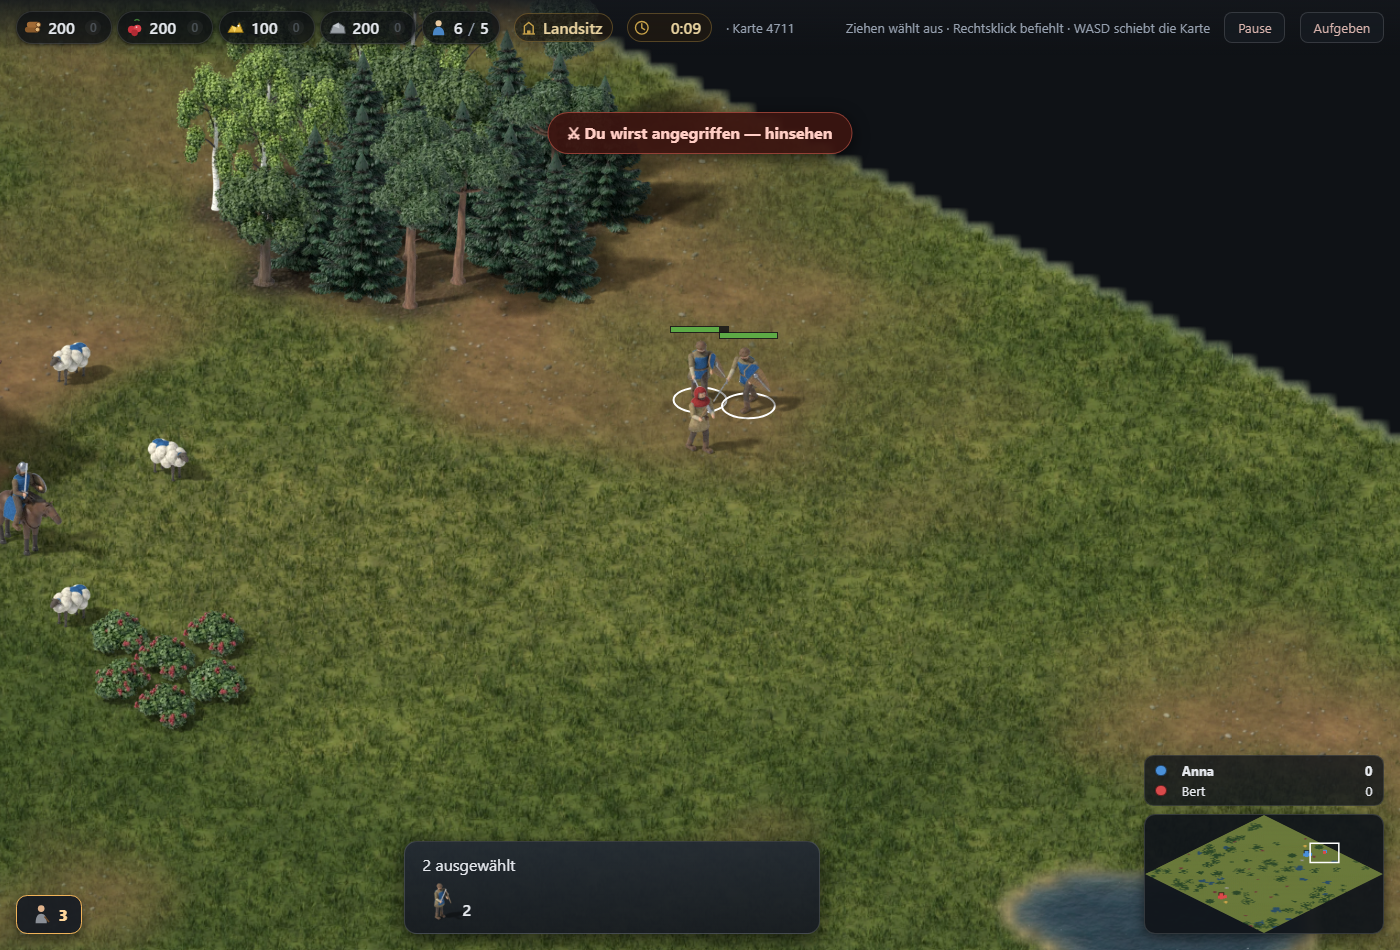 200 0 200 0 100 0 200 0 6 / 5 Landsitz 0:09 · Karte 4711 Ziehen wählt aus · Rechtsklick befiehlt · WASD schiebt die Karte Pause Aufgeben
⚔ Du wirst angegriffen — hinsehen
Anna 0
Bert 0
2 ausgewählt
2
3